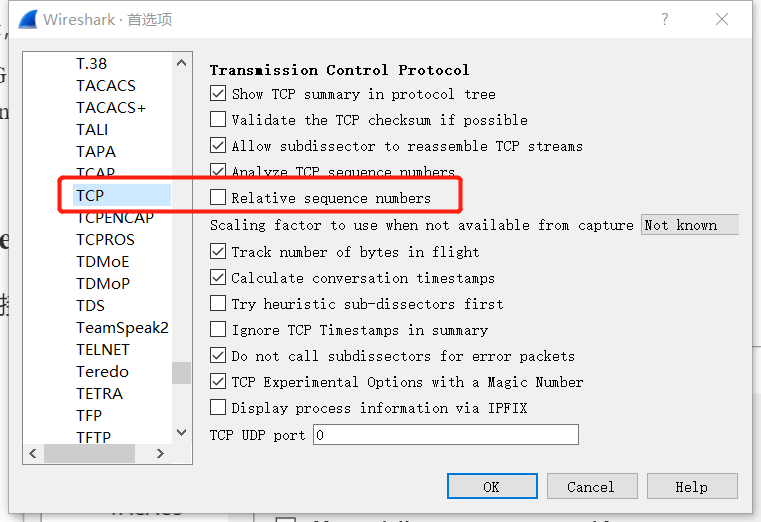 Wireshark · 首选项
?
T.38
TACACS
TACACS+
TALI
TAPA
TCAP
TCP
TCPENCAP
TCPROS
TDMoE
TDMoP
TDS
TeamSpeak2
TELNET
Teredo
TETRA
TFP
TFTP
Transmission Control Protocol
Show TCP summary in protocol tree
Validate the TCP checksum if possible
Allow subdissector to reassemble TCP streams
Analyze TCP sequence numbers
Relative sequence numbers
Scaling factor to use when not available from capture Not known
Track number of bytes in flight
Calculate conversation timestamps
Try heuristic sub-dissectors first
Ignore TCP Timestamps in summary
Do not call subdissectors for error packets
TCP Experimental Options with a Magic Number
Display process information via IPFIX
TCP UDP port 0
OK Cancel Help